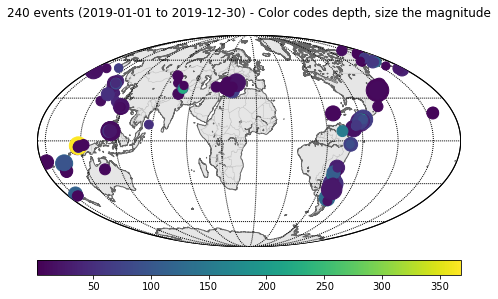 240 events (2019-01-01 to 2019-12-30) - Color codes depth, size the magnitude
50 100 150 200 250 300 350